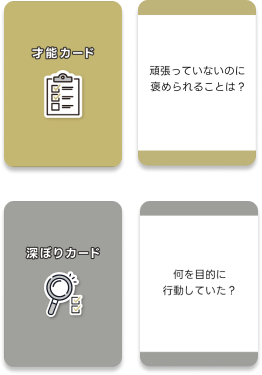 才能カード
頑張っていないのに
褒められることは？
深ぼりカード
何を目的に
行動していた？